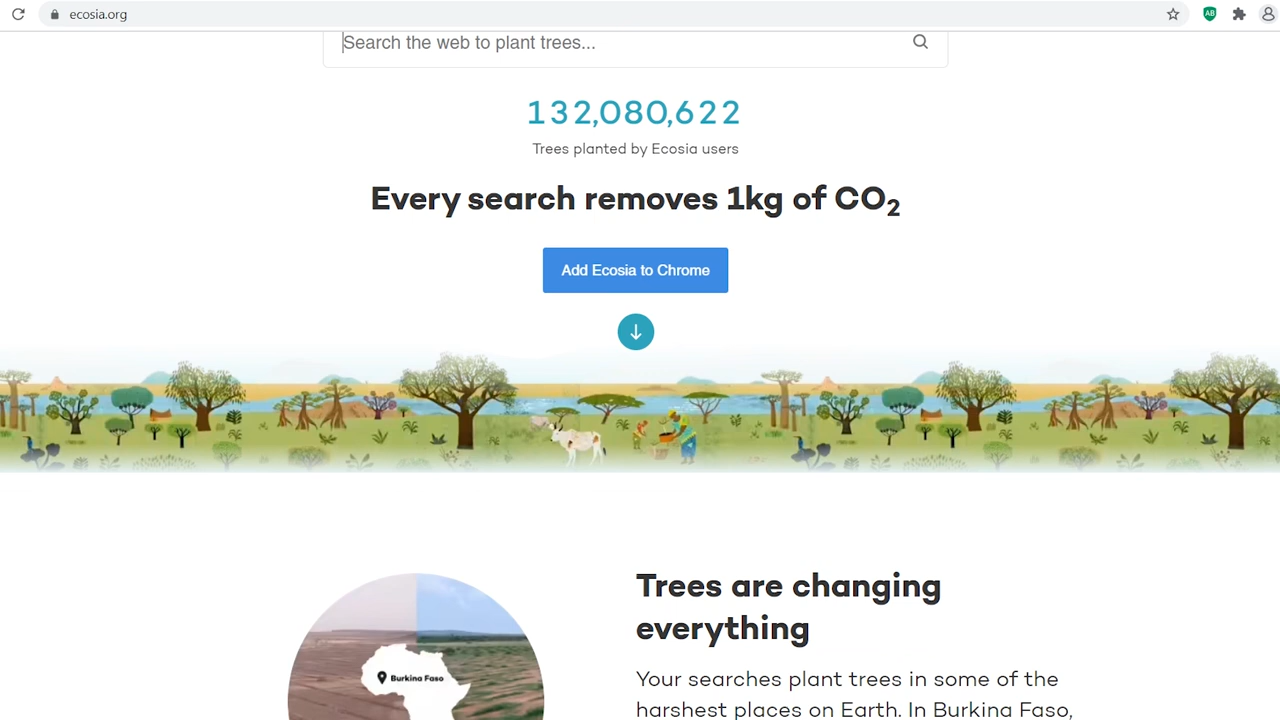 ecosia.org
AB
Search the web to plant trees...
132,080,622
Trees planted by Ecosia users
Every search removes 1kg of CO₂
Add Ecosia to Chrome
Trees are changing
everything
Burkina Faso
Your searches plant trees in some of the
harshest places on Earth. In Burkina Faso,